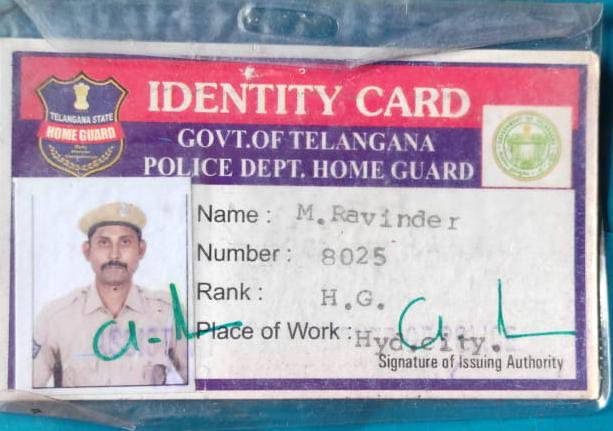 IDENTITY CARD
TELANGANA STATE
HOME GUARD
GOVT.OF TELANGANA
POLICE DEPT. HOME GUARD
Name : M.Ravinder
Number : 8025
Rank : H.G.
Place of Work : Hyd.city.
Signature of Issuing Authority